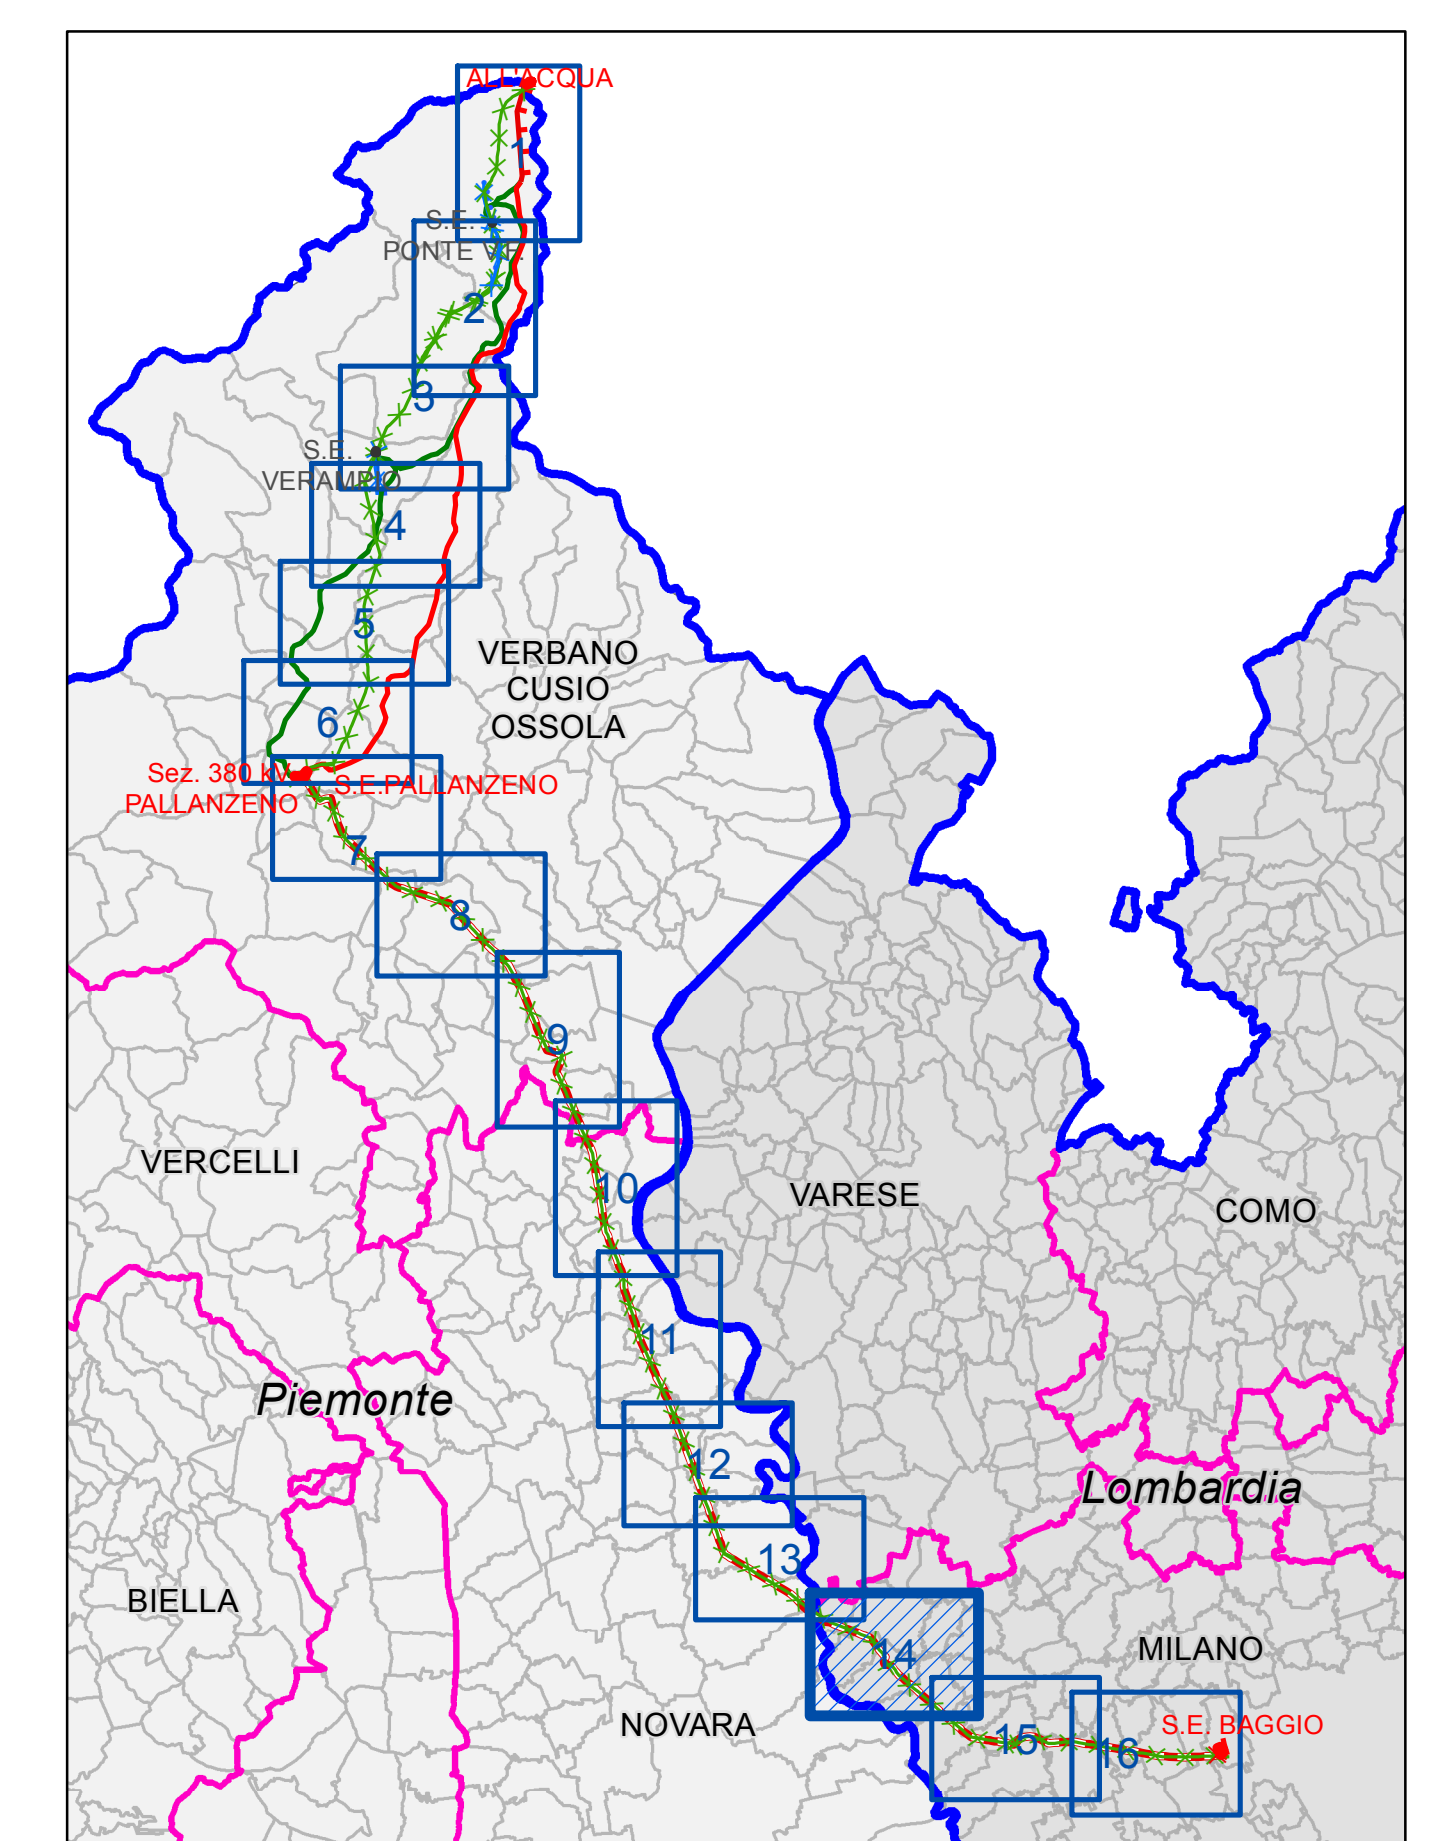 ALL'ACQUA
1
S.E.
PONTE V.F.
2
3
S.E.
VERAMPIO
4
5
VERBANO
CUSIO
OSSOLA
6
Sez. 380 kV
PALLANZENO
S.E.PALLANZENO
7
8
9
VERCELLI
10
VARESE
COMO
11
Piemonte
12
Lombardia
13
BIELLA
14
MILANO
NOVARA
15
16
S.E. BAGGIO